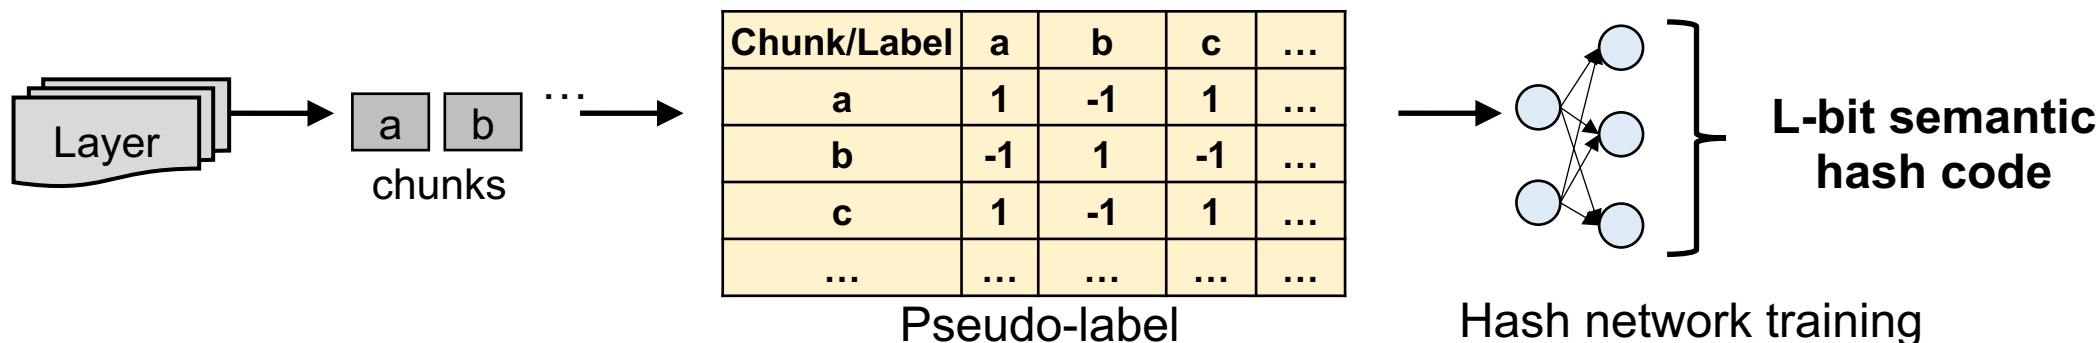 Layer
a b …
chunks
Chunk/Label a b c …
a 1 -1 1 …
b -1 1 -1 …
c 1 -1 1 …
… … … … …
Pseudo-label
Hash network training
L-bit semantic
hash code